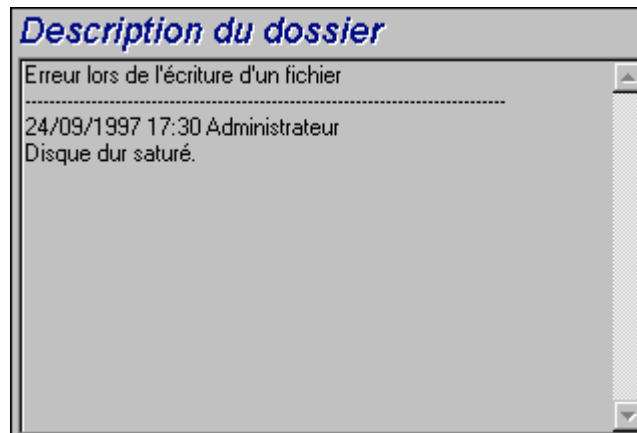 Description du dossier
Erreur lors de l'écriture d'un fichier
--------------------------------------------------------------------------------
24/09/1997 17:30 Administrateur
Disque dur saturé.